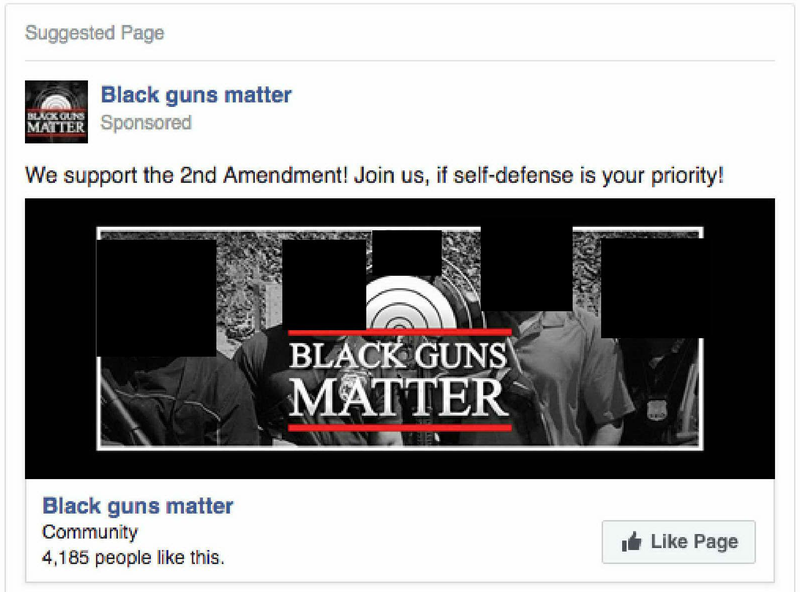 Suggested Page
BLACK GUNS
MATTER
Black guns matter
Sponsored
We support the 2nd Amendment! Join us, if self-defense is your priority!
BLACK GUNS
MATTER
Black guns matter
Community
4,185 people like this.
Like Page